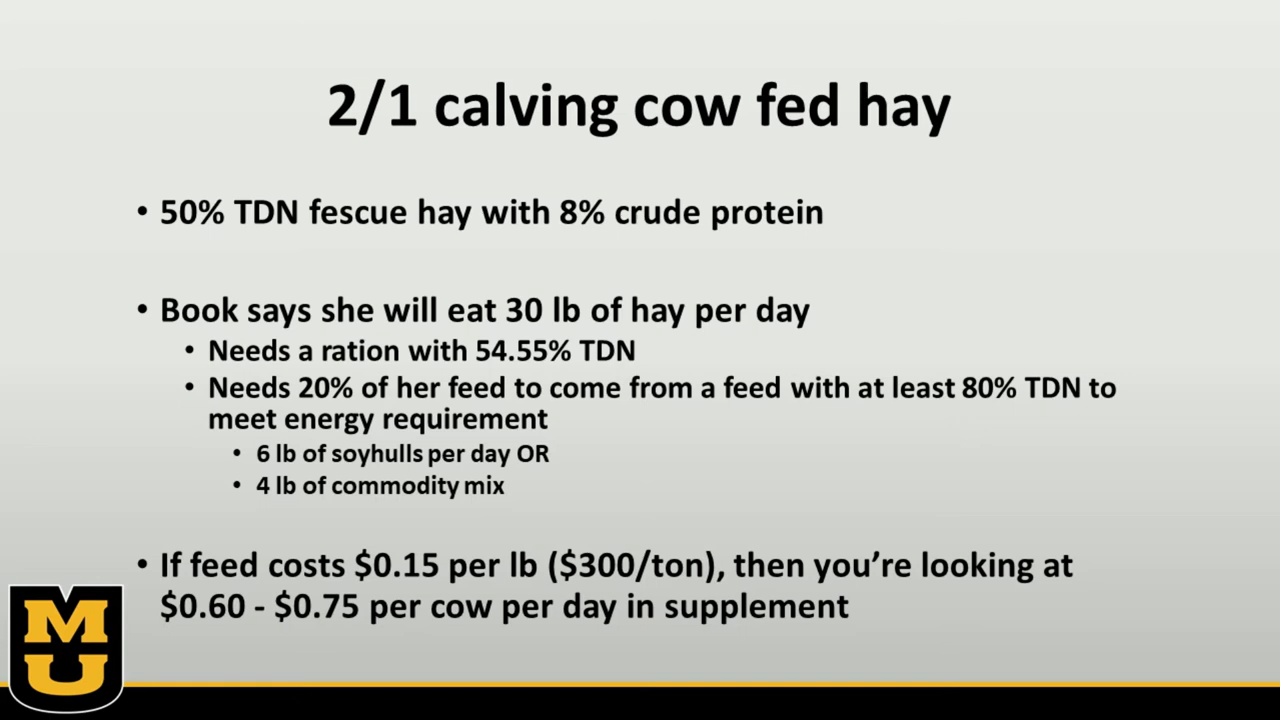 2/1 calving cow fed hay
• 50% TDN fescue hay with 8% crude protein
• Book says she will eat 30 lb of hay per day
• Needs a ration with 54.55% TDN
• Needs 20% of her feed to come from a feed with at least 80% TDN to
meet energy requirement
• 6 lb of soyhulls per day OR
• 4 lb of commodity mix
• If feed costs $0.15 per lb ($300/ton), then you’re looking at
$0.60 - $0.75 per cow per day in supplement
MU